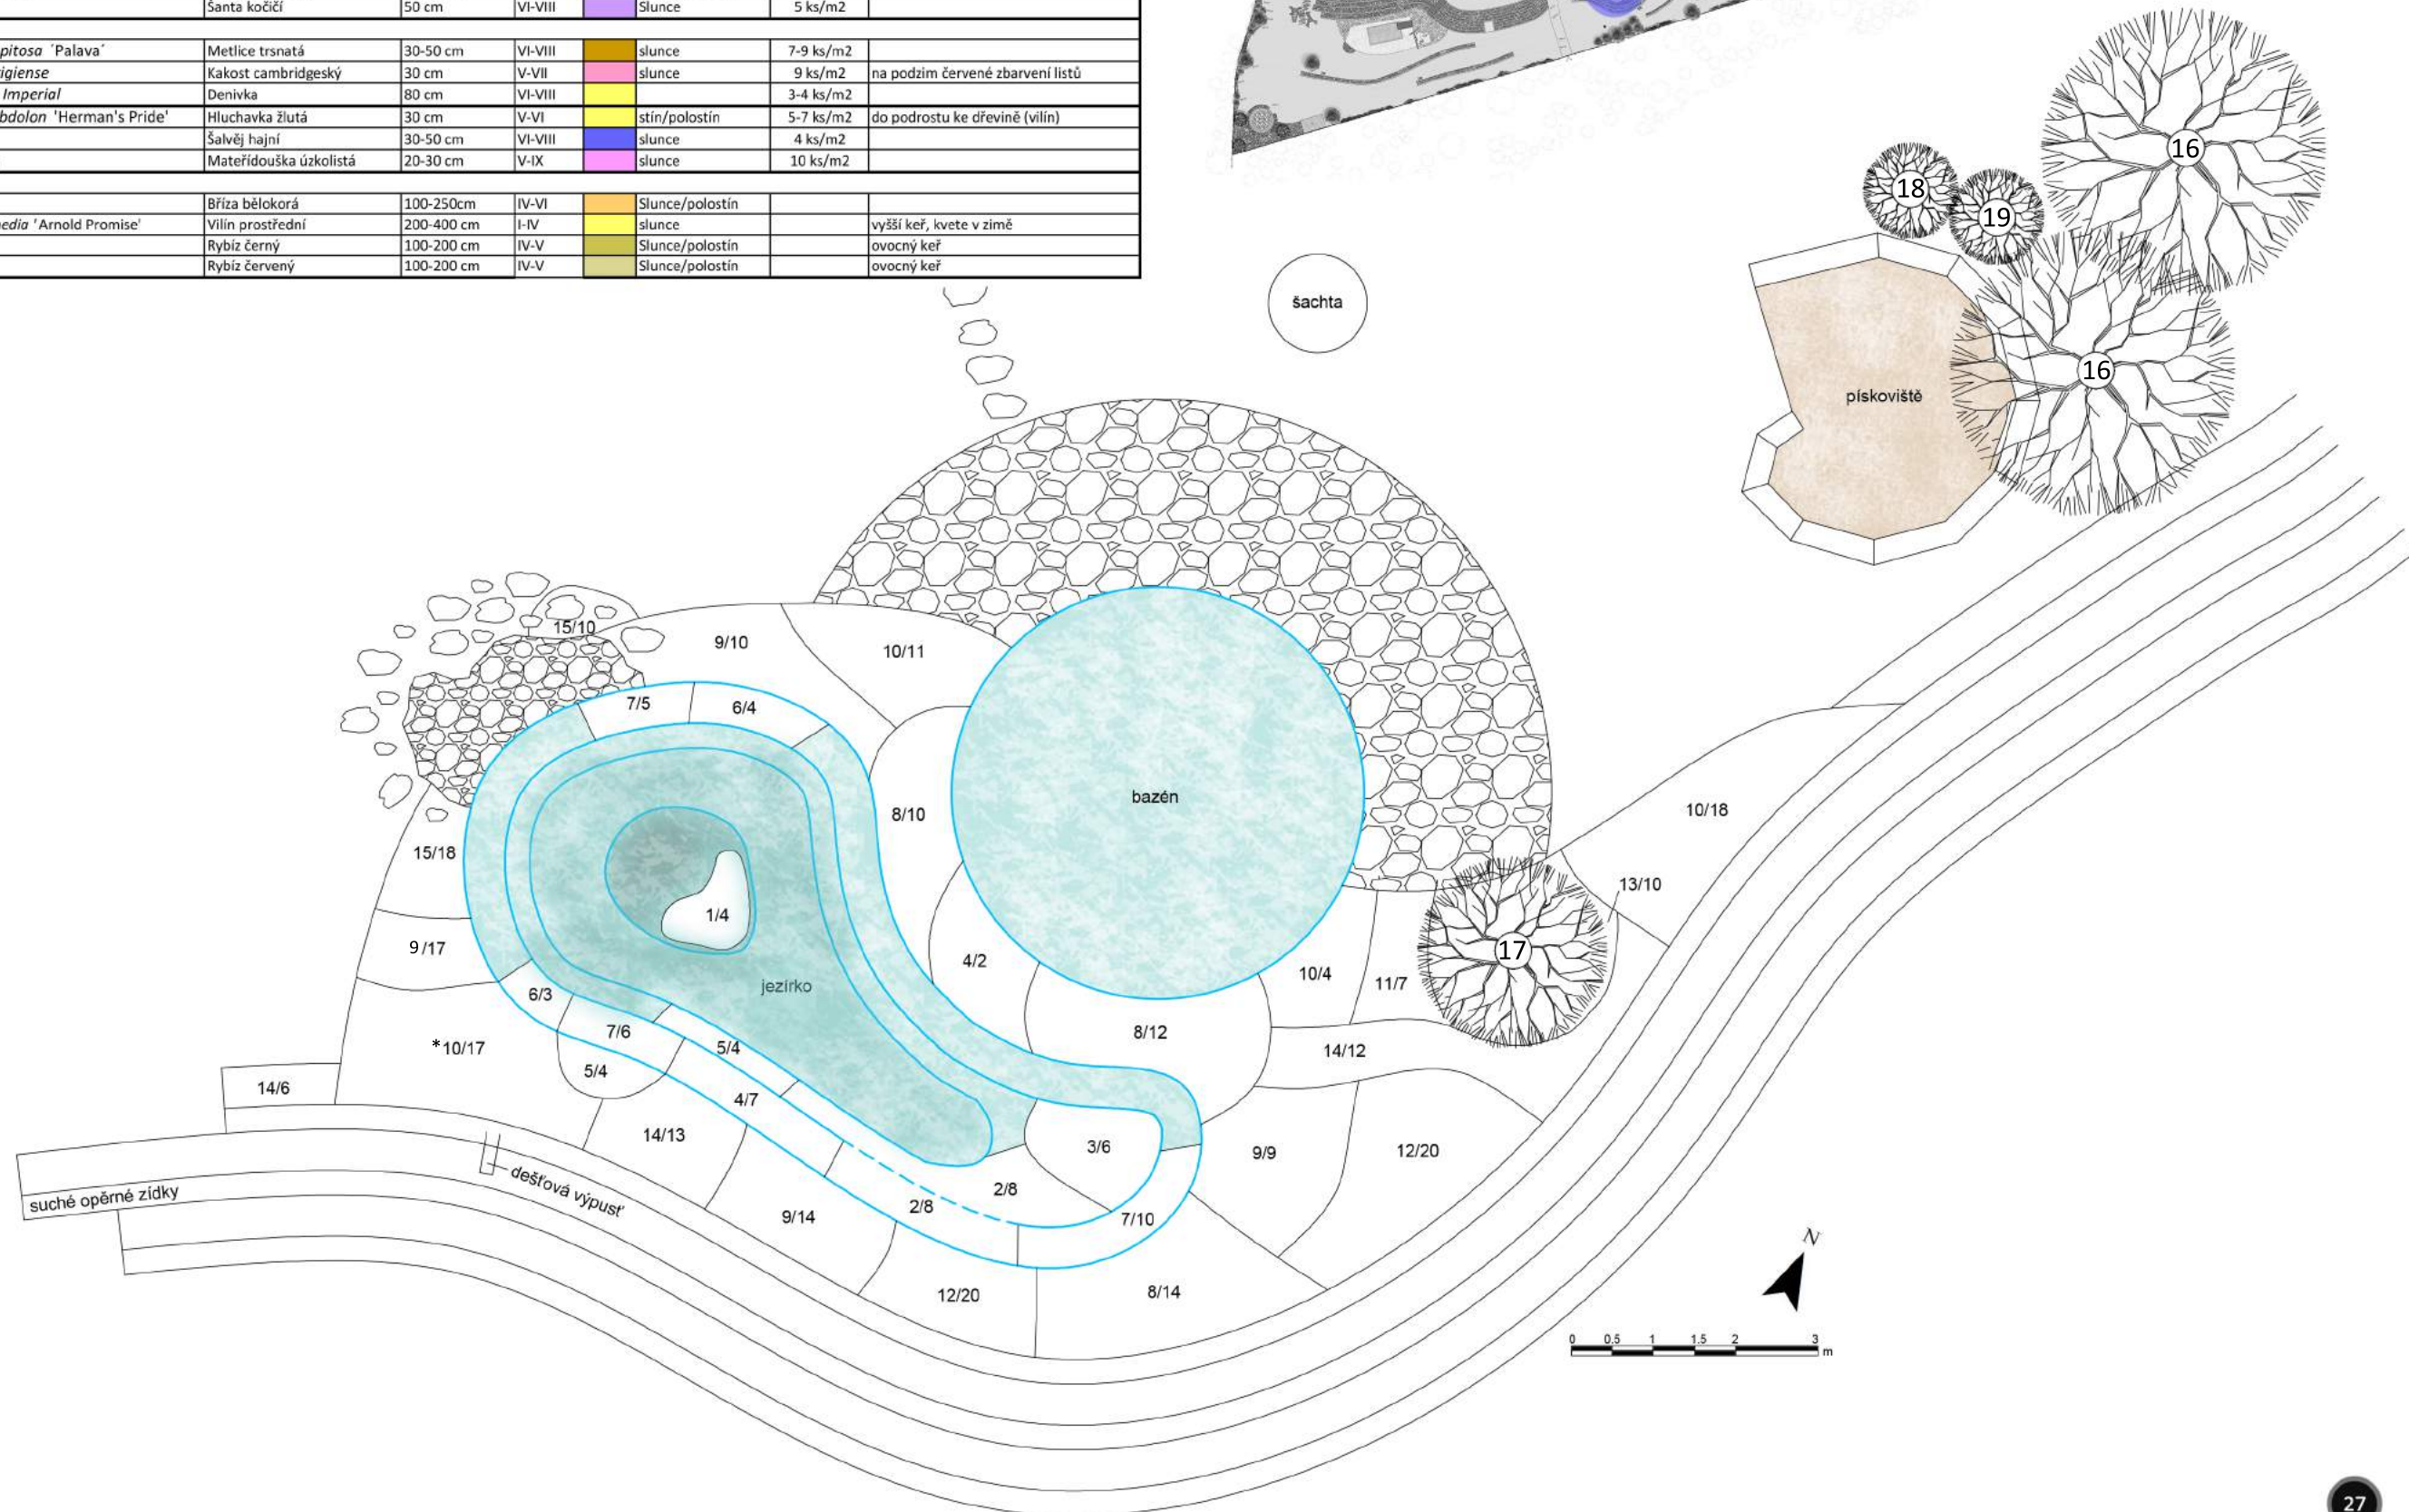 Šanta kočičí 50 cm VI-VIII Slunce 5 ks/m2
pitosa ´Palava´ Metlice trsnatá 30-50 cm VI-VIII slunce 7-9 ks/m2
igiense Kakost cambridgeský 30 cm V-VII slunce 9 ks/m2 na podzim červené zbarvení listů
Imperial Denivka 80 cm VI-VIII 3-4 ks/m2
bdolon 'Herman's Pride' Hluchavka žlutá 30 cm V-VI stín/polostín 5-7 ks/m2 do podrostu ke dřevině (vilín)
Šalvěj hajní 30-50 cm VI-VIII slunce 4 ks/m2
Mateřídouška úzkolistá 20-30 cm V-IX slunce 10 ks/m2
Bříza bělokorá 100-250cm IV-VI Slunce/polostín
edia 'Arnold Promise' Vilín prostřední 200-400 cm I-IV slunce vyšší keř, kvete v zimě
Rybíz černý 100-200 cm IV-V Slunce/polostín ovocný keř
Rybíz červený 100-200 cm IV-V Slunce/polostín ovocný keř
16
18
19
šachta
16
pískoviště
15/10
9/10
10/11
7/5
6/4
bazén
8/10
10/18
15/18
13/10
1/4
9/17
17
4/2
10/4
11/7
jezírko
6/3
7/6
8/12
*10/17
5/4
14/12
5/4
14/6
4/7
14/13
3/6
9/9
12/20
dešťová výpusť
suché opěrné zídky
2/8
2/8
9/14
7/10
N
12/20
8/14
0 0.5 1 1.5 2 3
m
27